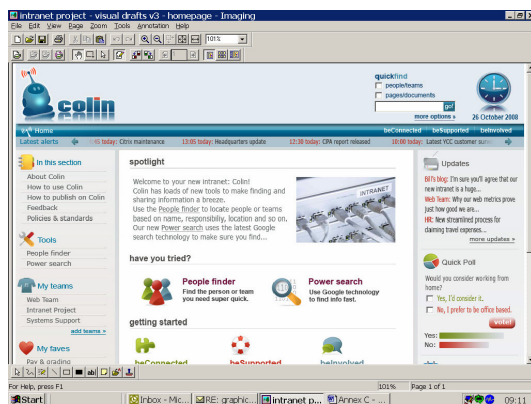 intranet project - visual drafts v3 - homepage - Imaging
File Edit View Page Zoom Tools Annotation Help
101%
colin
quickfind
people/teams
pages/documents
go!
more options »
26 October 2008
Home
beConnected beSupported beInvolved
Latest alerts
today: Citrix maintenance 13:05 today: Headquarters update 12:30 today: CPA report released 10:00 today: Latest YCC customer
In this section
About Colin
How to use Colin
How to publish on Colin
Feedback
Policies & standards
Tools
People finder
Power search
My teams
Web Team
Intranet Project
Systems Support
add teams »
My faves
Pay & grading
spotlight
Welcome to your new intranet: Colin!
Colin has loads of new tools to make finding and
sharing information a breeze.
Use the People finder to locate people or teams
based on name, responsibility, location and so on.
Our new Power search uses the latest Google
search technology to make sure you find...
INTRANET
have you tried?
People finder
Find the person or team
you need super quick.
Power search
Use Google technology
to find info fast.
getting started
beConnected beSupported beInvolved
Updates
Bill's blog: I'm sure you'll agree that our
new intranet is a huge...
Web Team: Why our web metrics prove
just how good we are...
HR: New streamlined process for
claiming travel expenses...
more updates »
Quick Poll
Would you consider working from
home?
Yes, I'd consider it.
No, I prefer to be office based.
vote!
Yes:
No:
abl
For Help, press F1
101% Page 1 of 1
Start
Inbox - Mic... RE: graphic... intranet p... Annex C - ...
09:11